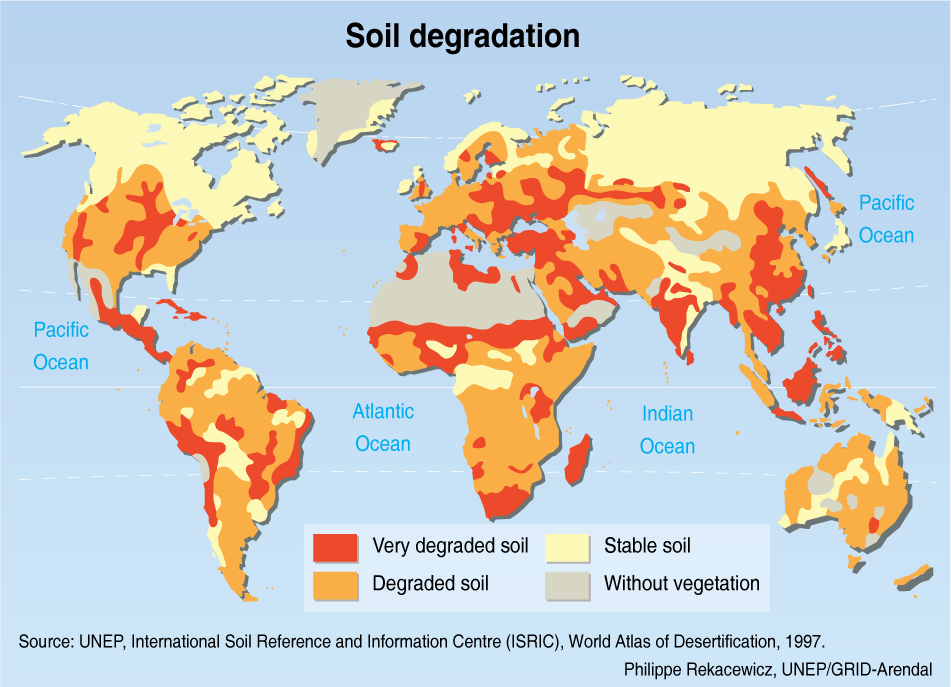 Soil degradation
Pacific
Ocean
Pacific
Ocean
Atlantic
Ocean
Indian
Ocean
Very degraded soil
Stable soil
Degraded soil
Without vegetation
Source: UNEP, International Soil Reference and Information Centre (ISRIC), World Atlas of Desertification, 1997.
Philippe Rekacewicz, UNEP/GRID-Arendal